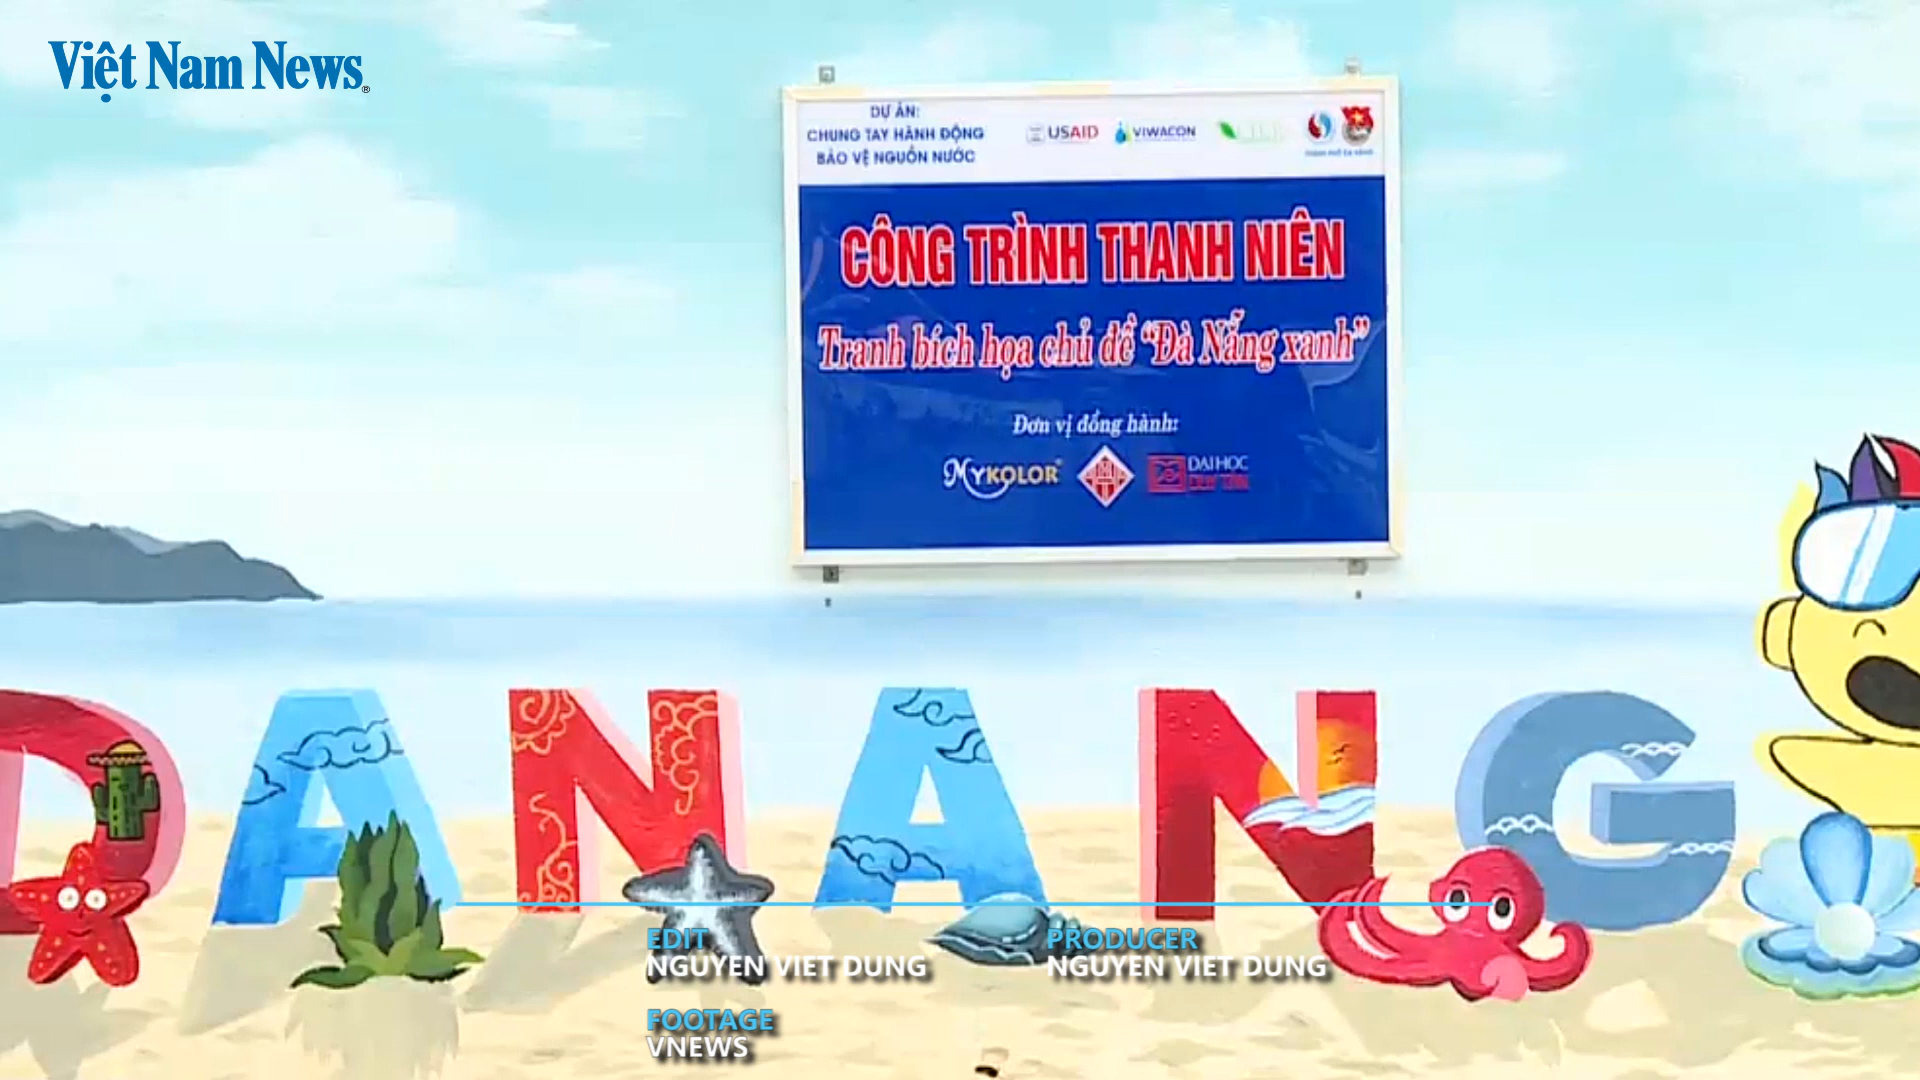 Việt Nam News
DỰ ÁN:
CHUNG TAY HÀNH ĐỘNG
BẢO VỆ NGUỒN NƯỚC
USAID
VIWACON
CÔNG TRÌNH THANH NIÊN
Tranh bích họa chủ đề “Đà Nẵng xanh”
Đơn vị đồng hành:
MYKOLOR
ĐẠI HỌC
DUY TÂN
DANANG
EDIT
NGUYEN VIET DUNG
PRODUCER
NGUYEN VIET DUNG
FOOTAGE
VNEWS